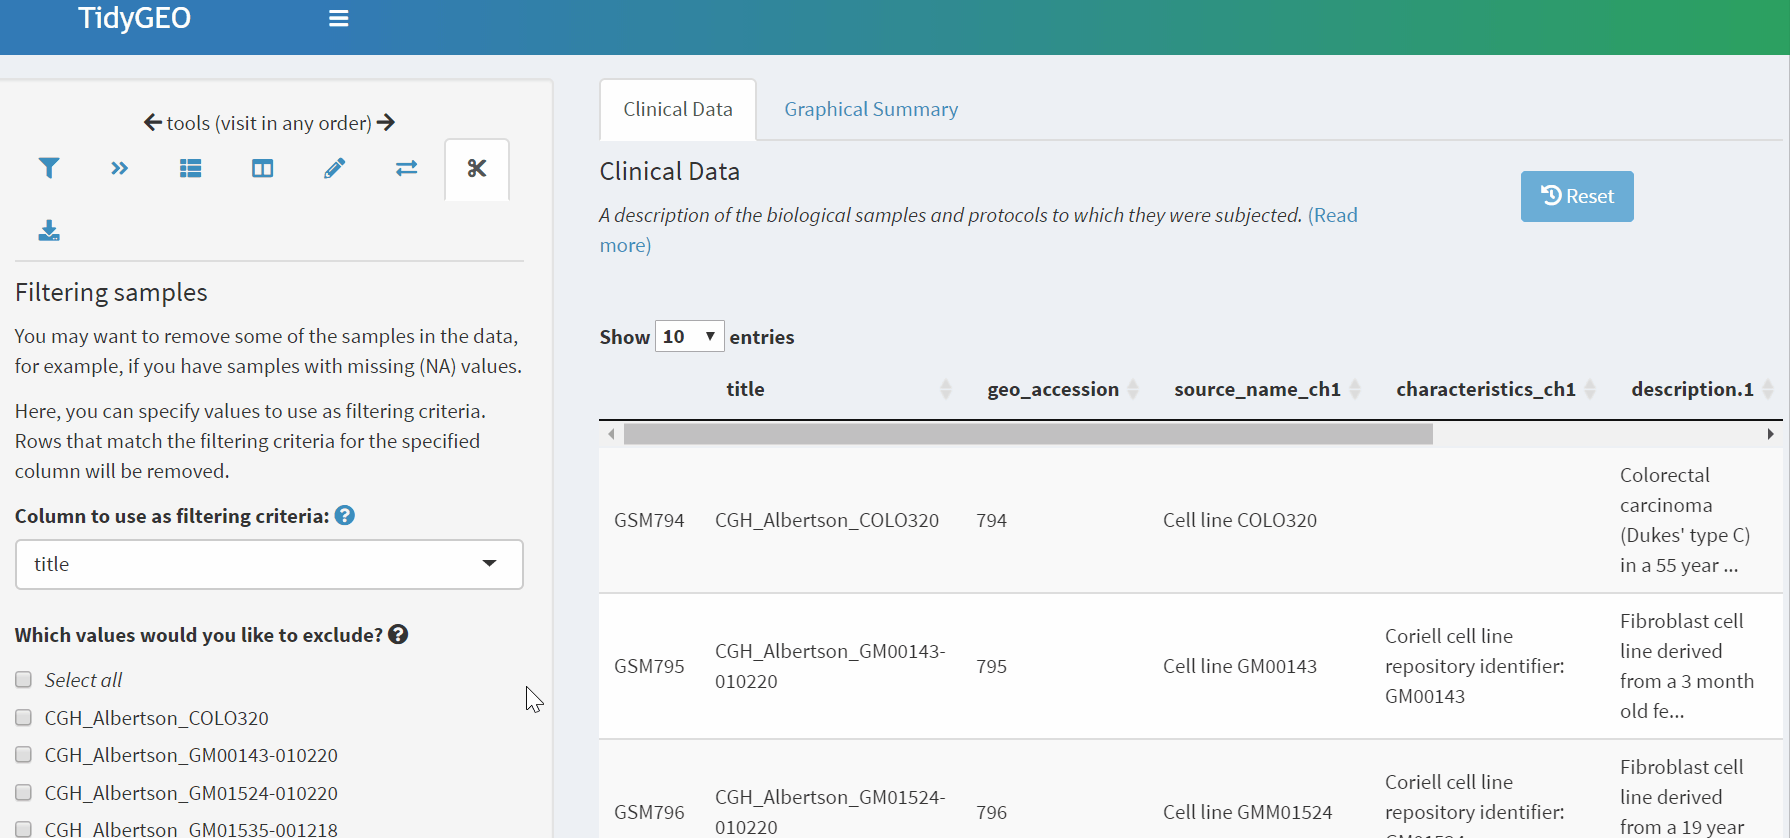 TidyGEO
tools (visit in any order)
Filtering samples
You may want to remove some of the samples in the data,
for example, if you have samples with missing (NA) values.
Here, you can specify values to use as filtering criteria.
Rows that match the filtering criteria for the specified
column will be removed.
Column to use as filtering criteria: ?
title
Which values would you like to exclude? ?
Select all
CGH_Albertson_COLO320
CGH_Albertson_GM00143-010220
CGH_Albertson_GM01524-010220
CGH_Albertson_GM01535-001218
Clinical Data Graphical Summary
Clinical Data
Reset
A description of the biological samples and protocols to which they were subjected. (Read
more)
Show 10 entries
title geo_accession source_name_ch1 characteristics_ch1 description.1
GSM794 CGH_Albertson_COLO320 794 Cell line COLO320
Colorectal
carcinoma
(Dukes' type C)
in a 55 year ...
GSM795
CGH_Albertson_GM00143-
010220
795
Cell line GM00143
Coriell cell line
repository identifier:
GM00143
Fibroblast cell
line derived
from a 3 month
old fe...
GSM796
CGH_Albertson_GM01524-
010220
796
Cell line GMM01524
Coriell cell line
repository identifier:
Fibroblast cell
line derived
from a 19 year